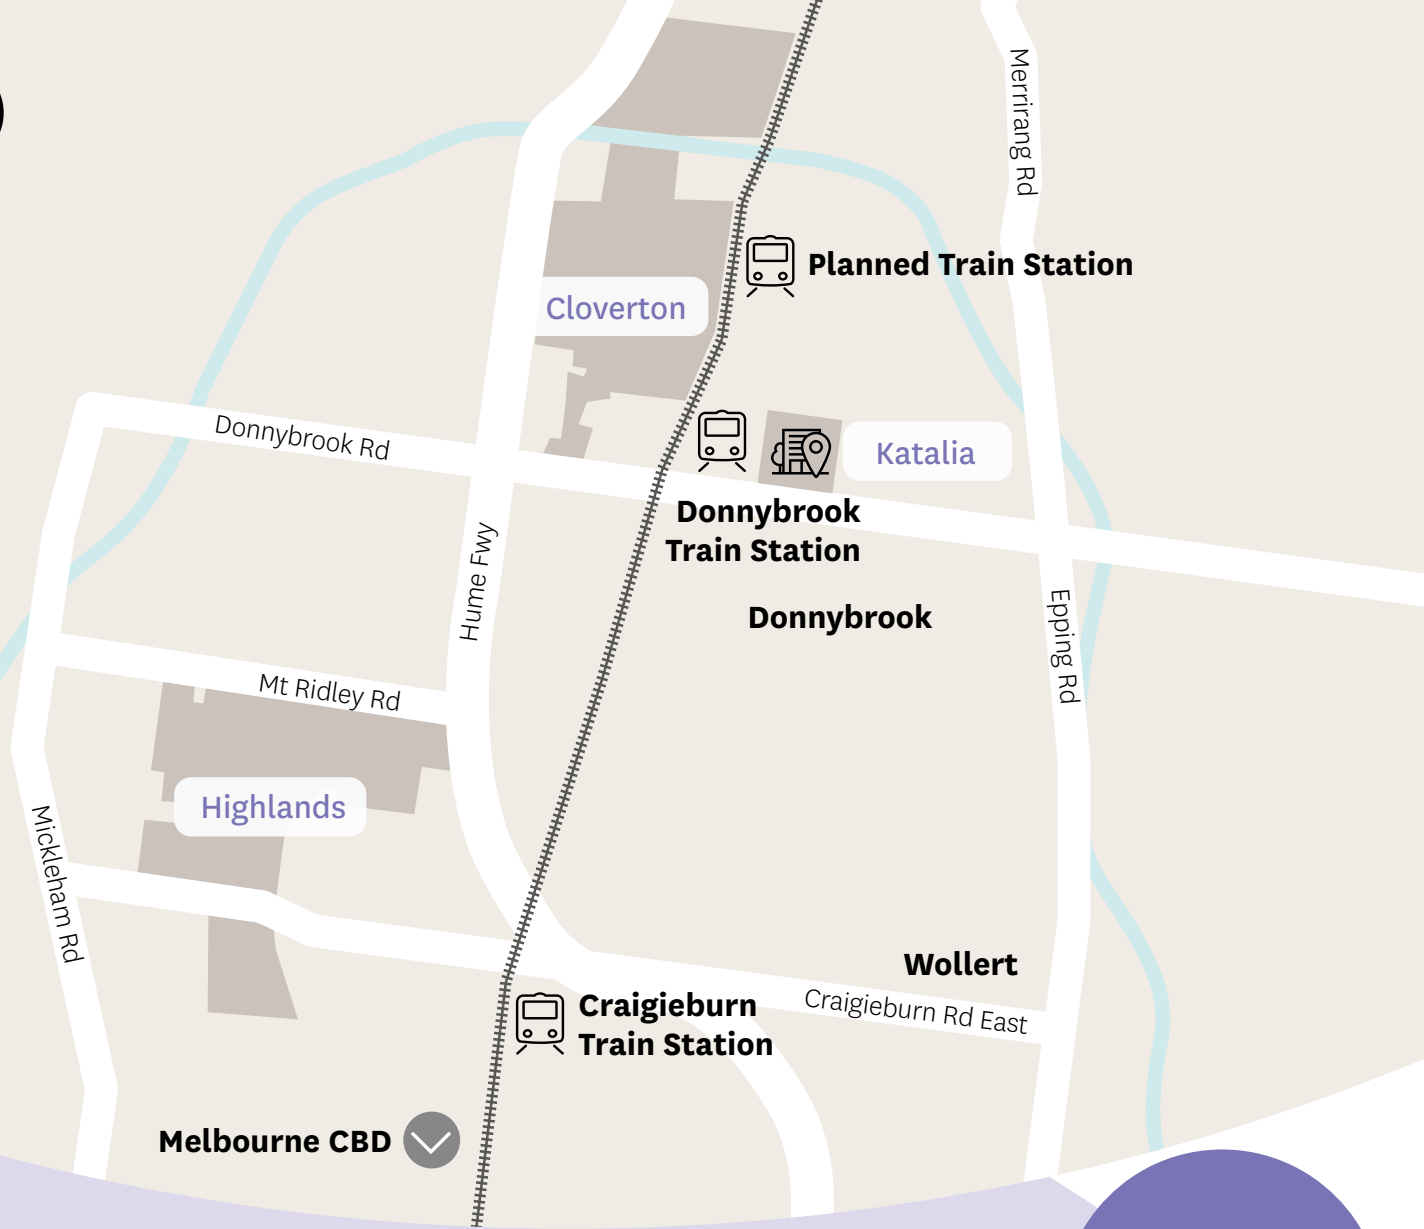 Merrirang Rd
Planned Train Station
Cloverton
Donnybrook Rd
Katalia
Donnybrook
Train Station
Hume Fwy
Donnybrook
Epping Rd
Mt Ridley Rd
Highlands
Mickleham Rd
Wollert
Craigieburn Rd East
Craigieburn
Train Station
Melbourne CBD